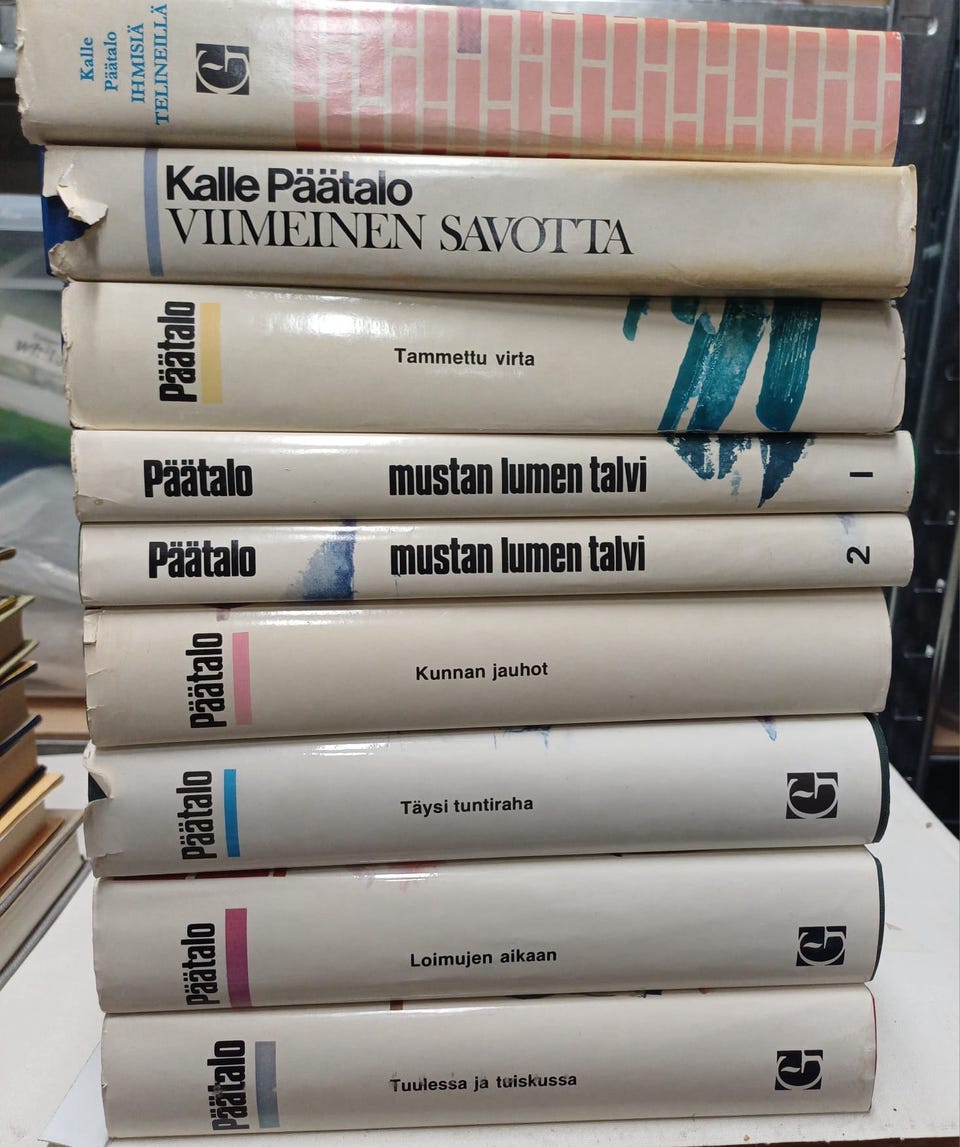 Kalle
Päätalo
IHMISIÄ
TELINEILLÄ
G
Kalle Päätalo
VIIMEINEN SAVOTTA
Päätalo
Tammettu virta
Päätalo
mustan lumen talvi
1
Päätalo
mustan lumen talvi
2
Päätalo
Kunnan jauhot
Päätalo
Täysi tuntiraha
G
Päätalo
Loimujen aikaan
G
Päätalo
Tuulessa ja tuiskussa
G